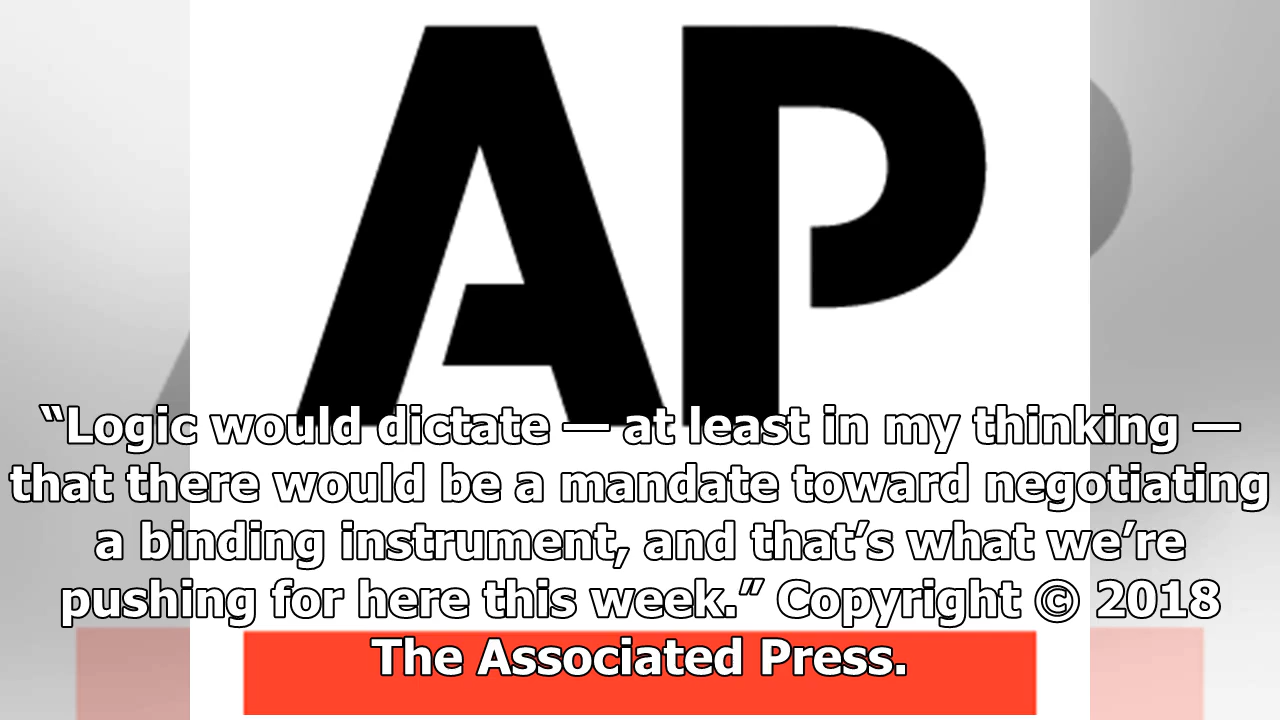 AP
“Logic would dictate — at least in my thinking —
that there would be a mandate toward negotiating
a binding instrument, and that’s what we’re
pushing for here this week.” Copyright © 2018
The Associated Press.